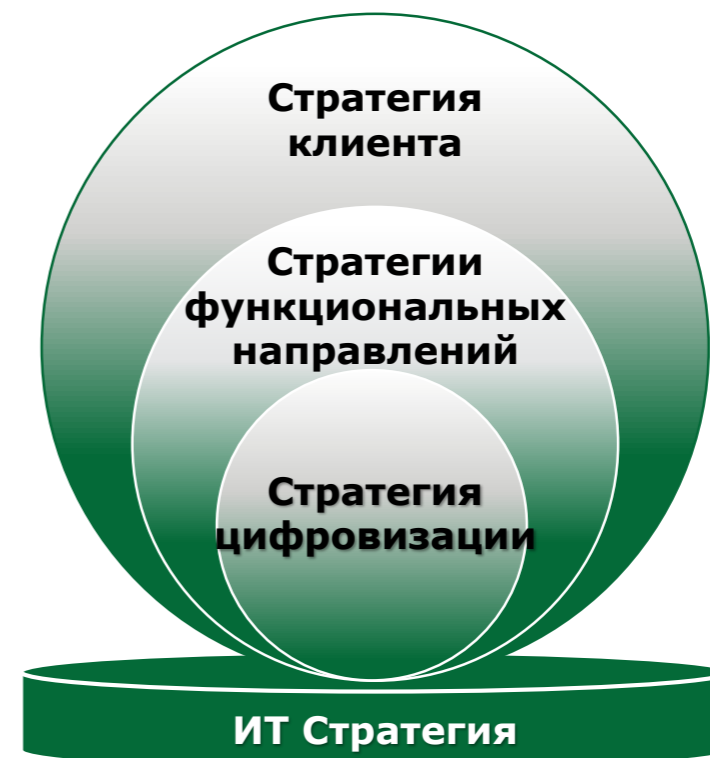 Стратегия
клиента
Стратегии
функциональных
направлений
Стратегия
цифровизации
ИТ Стратегия